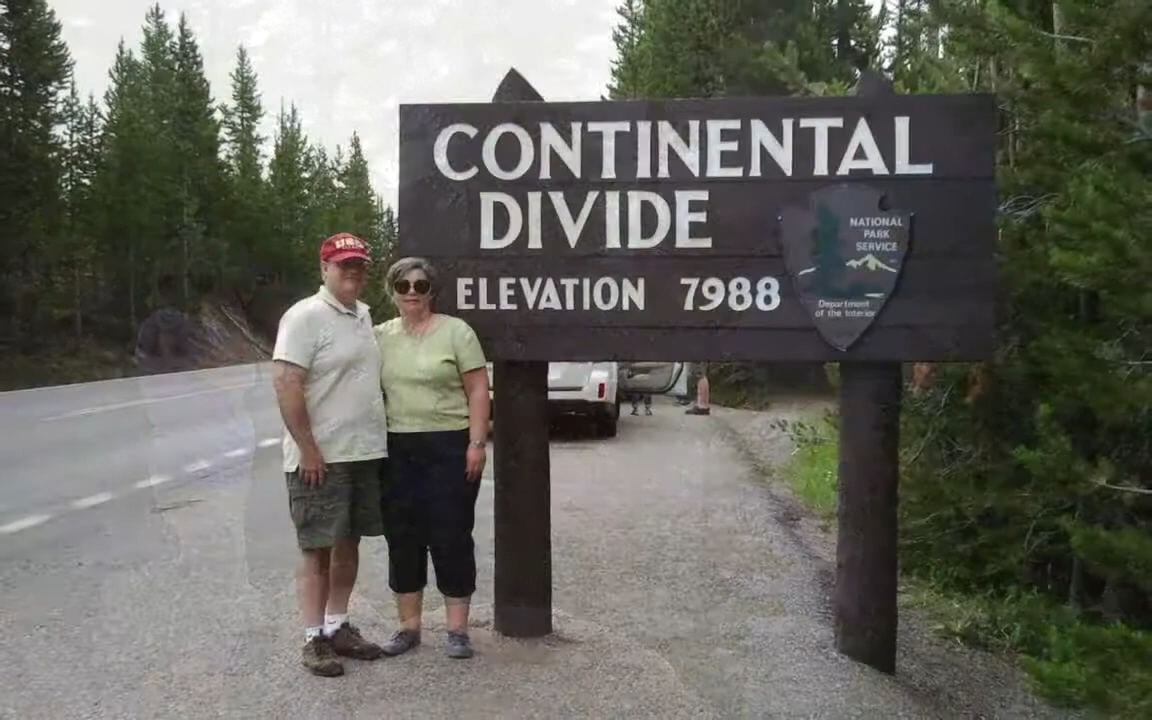 CONTINENTAL
DIVIDE
ELEVATION 7988
NATIONAL
PARK
SERVICE
Department
of the Interior